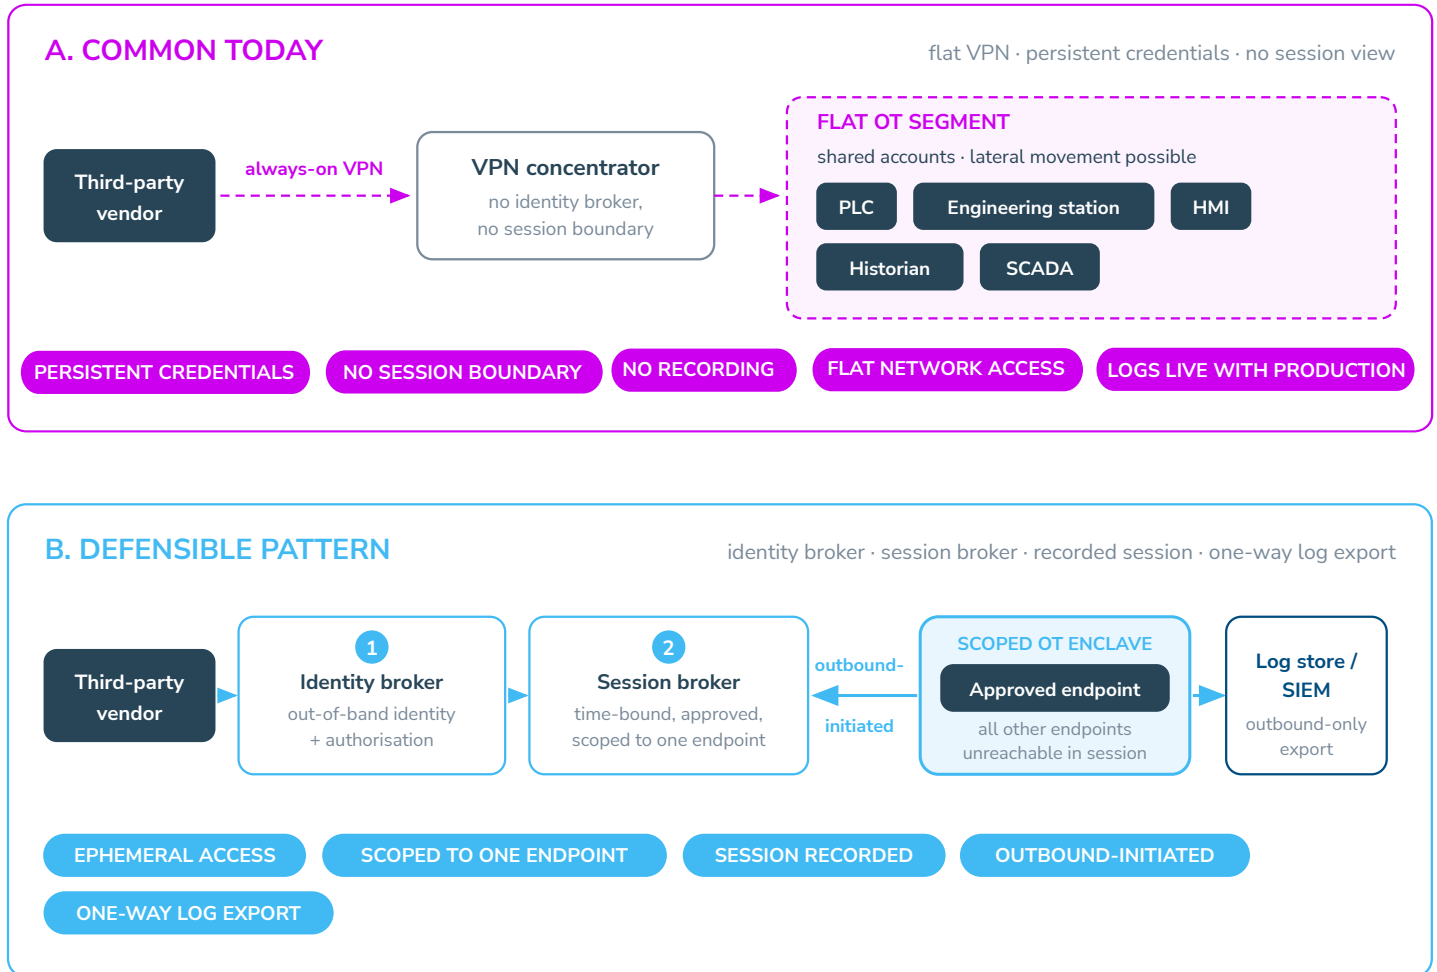 A. COMMON TODAY
flat VPN · persistent credentials · no session view
Third-party
vendor
always-on VPN
VPN concentrator
no identity broker,
no session boundary
FLAT OT SEGMENT
shared accounts · lateral movement possible
PLC
Engineering station
HMI
Historian
SCADA
PERSISTENT CREDENTIALS
NO SESSION BOUNDARY
NO RECORDING
FLAT NETWORK ACCESS
LOGS LIVE WITH PRODUCTION
B. DEFENSIBLE PATTERN
identity broker · session broker · recorded session · one-way log export
Third-party
vendor
1
Identity broker
out-of-band identity
+ authorisation
2
Session broker
time-bound, approved,
scoped to one endpoint
outbound-
initiated
SCOPED OT ENCLAVE
Approved endpoint
all other endpoints
unreachable in session
Log store /
SIEM
outbound-only
export
EPHEMERAL ACCESS
SCOPED TO ONE ENDPOINT
SESSION RECORDED
OUTBOUND-INITIATED
ONE-WAY LOG EXPORT